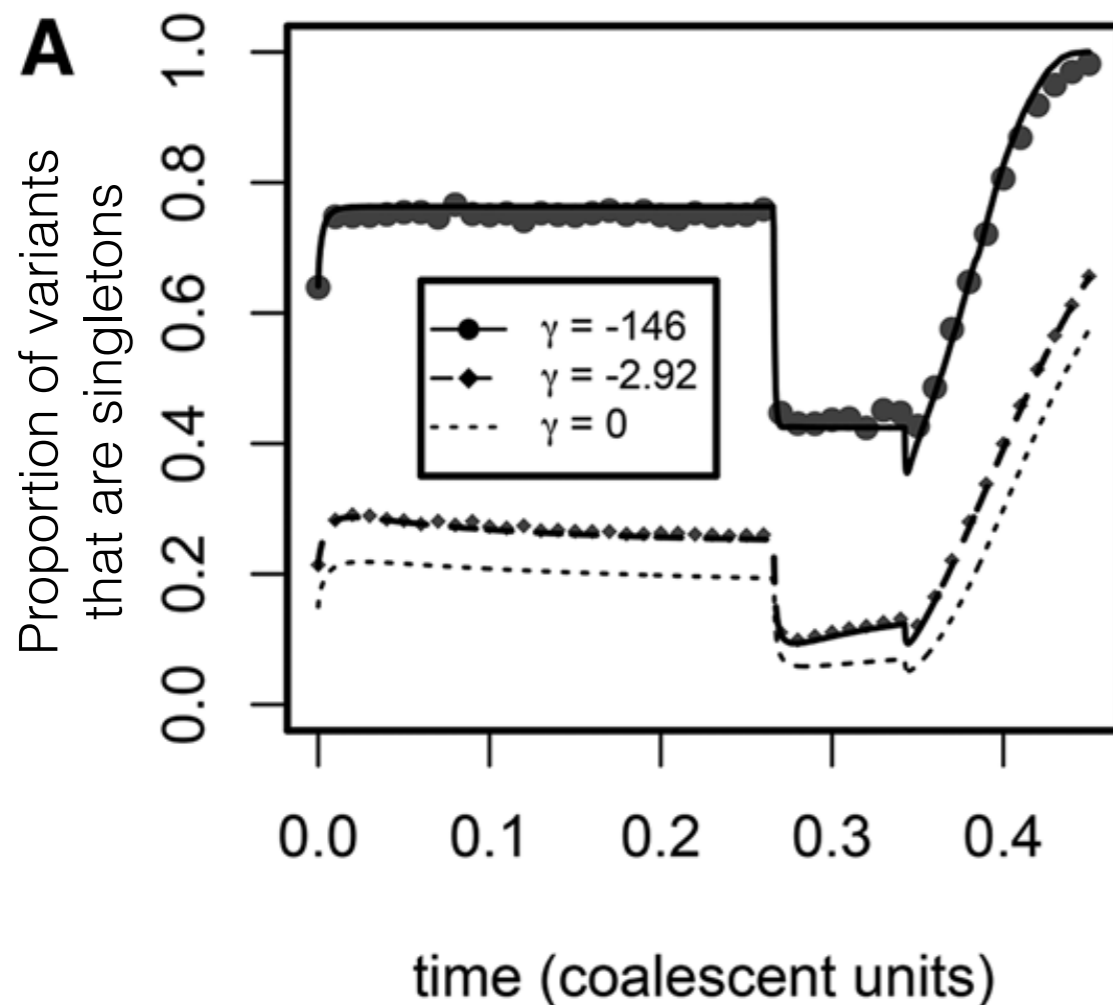 A
Proportion of variants
that are singletons
1.0
0.8
0.6
0.4
0.2
0.0
γ = -146
γ = -2.92
γ = 0
0.0 0.1 0.2 0.3 0.4
time (coalescent units)